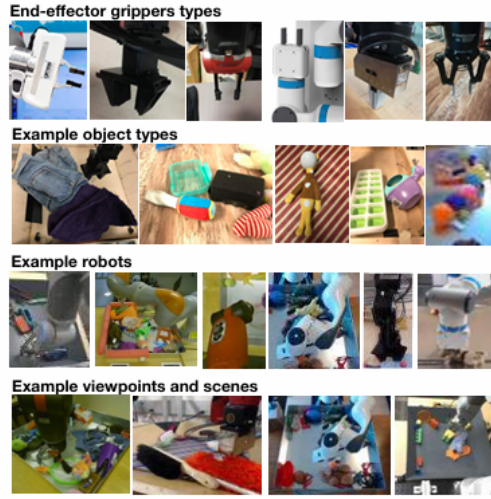 End-effector grippers types
Example object types
Example robots
Example viewpoints and scenes